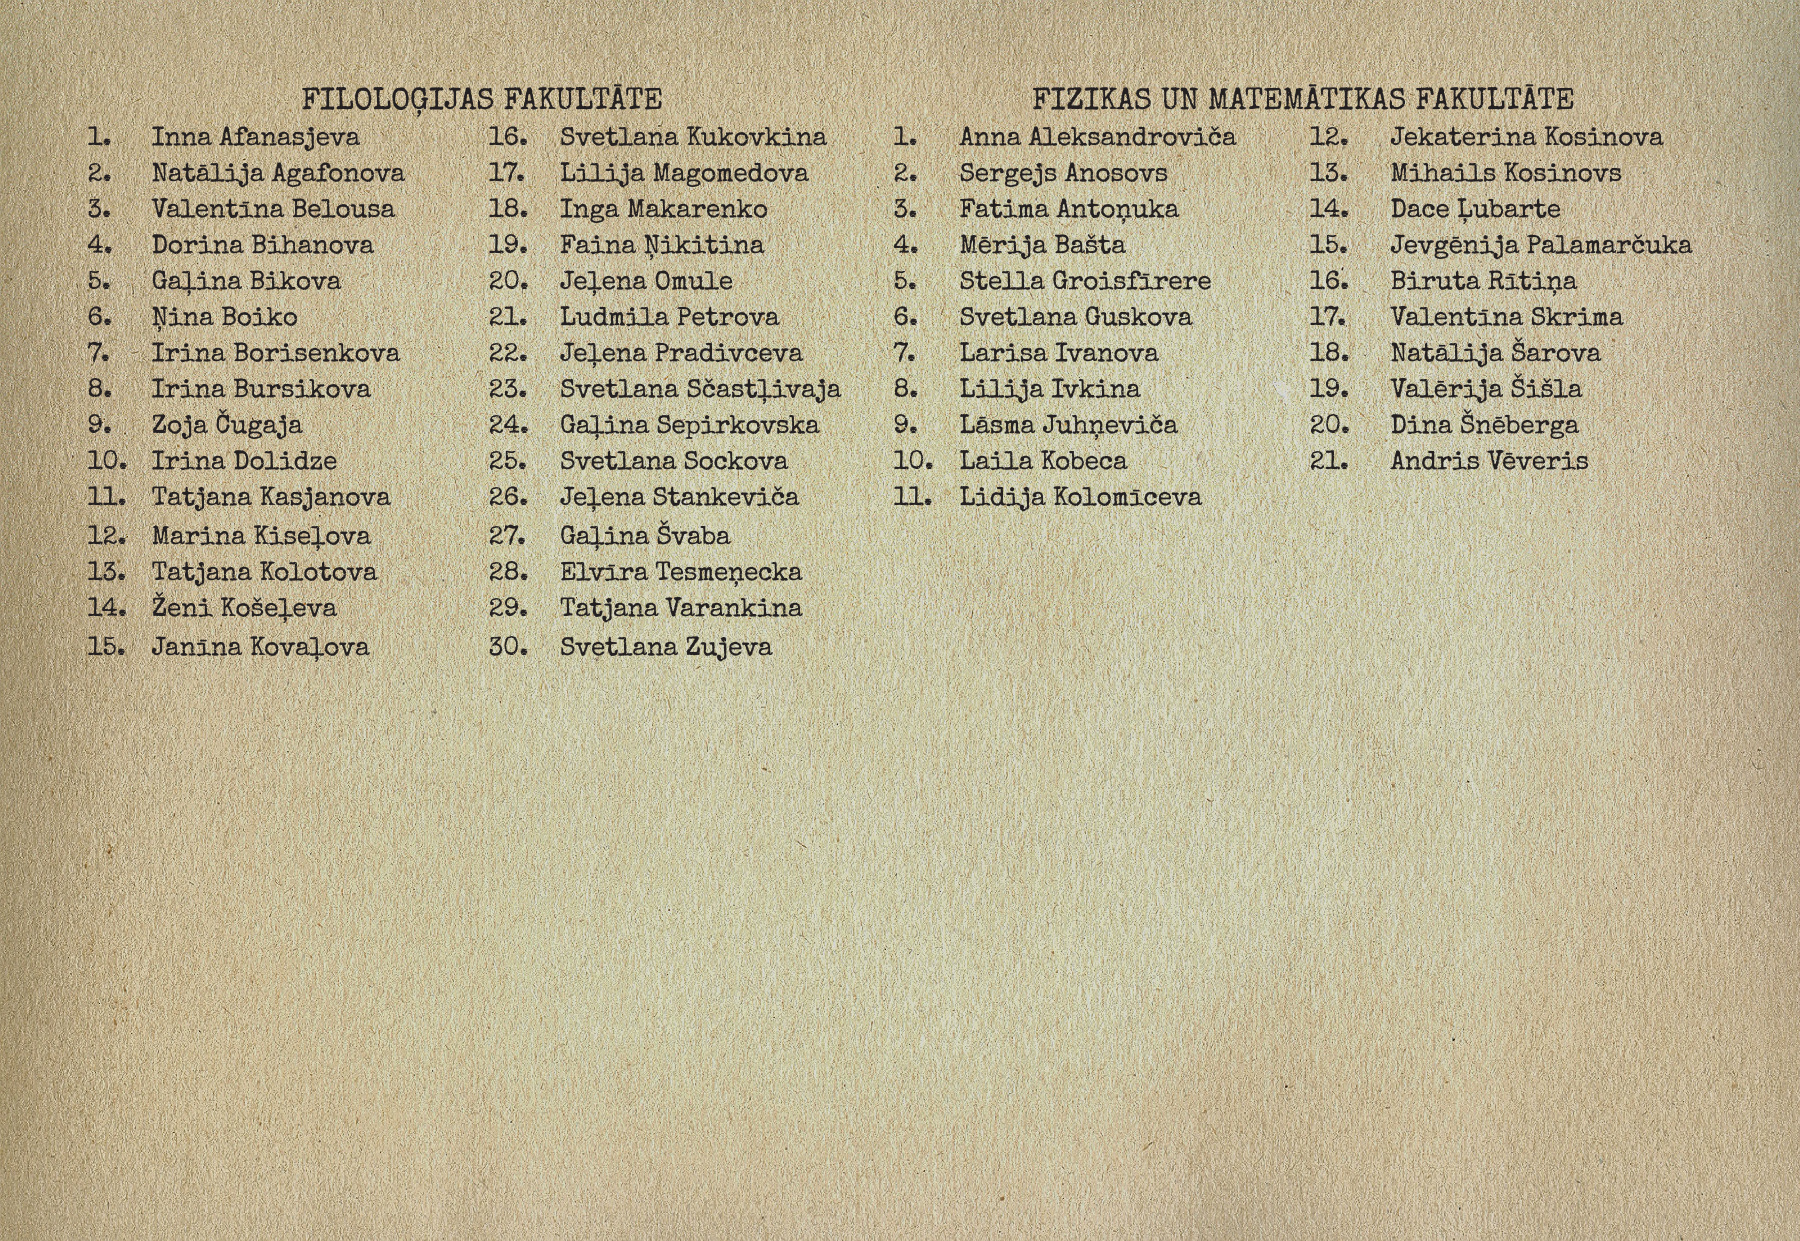 FILOLOĢIJAS FAKULTĀTE
1. Inna Afanasjeva
2. Natālija Agafonova
3. Valentīna Belousa
4. Dorina Bihanova
5. Gaļina Bikova
6. Ņina Boiko
7. Irina Borisenkova
8. Irina Bursikova
9. Zoja Čugaja
10. Irina Dolidze
11. Tatjana Kasjanova
12. Marina Kiseļova
13. Tatjana Kolotova
14. Ženi Košeļeva
15. Janīna Kovaļova
16. Svetlana Kukovkina
17. Lilija Magomedova
18. Inga Makarenko
19. Faina Ņikitina
20. Jeļena Omule
21. Ludmila Petrova
22. Jeļena Pradivceva
23. Svetlana Sčastļivaja
24. Gaļina Sepirkovska
25. Svetlana Sockova
26. Jeļena Stankeviča
27. Gaļina Švaba
28. Elvīra Tesmeņecka
29. Tatjana Varankina
30. Svetlana Zujeva
FIZIKAS UN MATEMĀTIKAS FAKULTĀTE
1. Anna Aleksandroviča
2. Sergejs Anosovs
3. Fatima Antoņuka
4. Mērija Bašta
5. Stella Groisfīrere
6. Svetlana Guskova
7. Larisa Ivanova
8. Lilija Ivkina
9. Lāsma Juhņeviča
10. Laila Kobeca
11. Lidija Kolomīceva
12. Jekaterina Kosinova
13. Mihails Kosinovs
14. Dace Ļubarte
15. Jevgēnija Palamarčuka
16. Biruta Rītiņa
17. Valentīna Skrima
18. Natālija Šarova
19. Valērija Šišla
20. Dina Šnēberga
21. Andris Vēveris